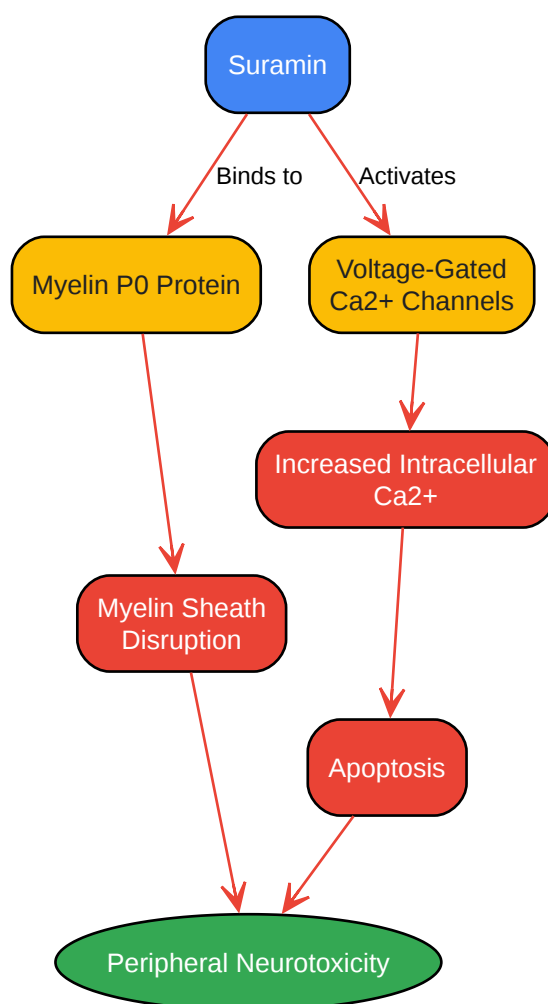 Suramin
Binds to
Activates
Myelin P0 Protein
Voltage-Gated
Ca2+ Channels
Increased Intracellular
Ca2+
Myelin Sheath
Disruption
Apoptosis
Peripheral Neurotoxicity